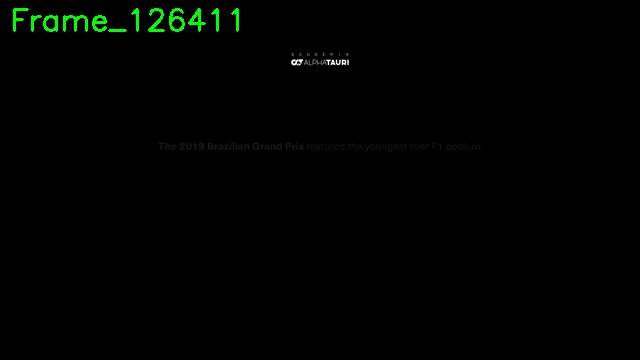 Frame_126411
SCUDERIA
ALPHATAURI
The 2019 Brazilian Grand Prix featured the youngest ever F1 podium.